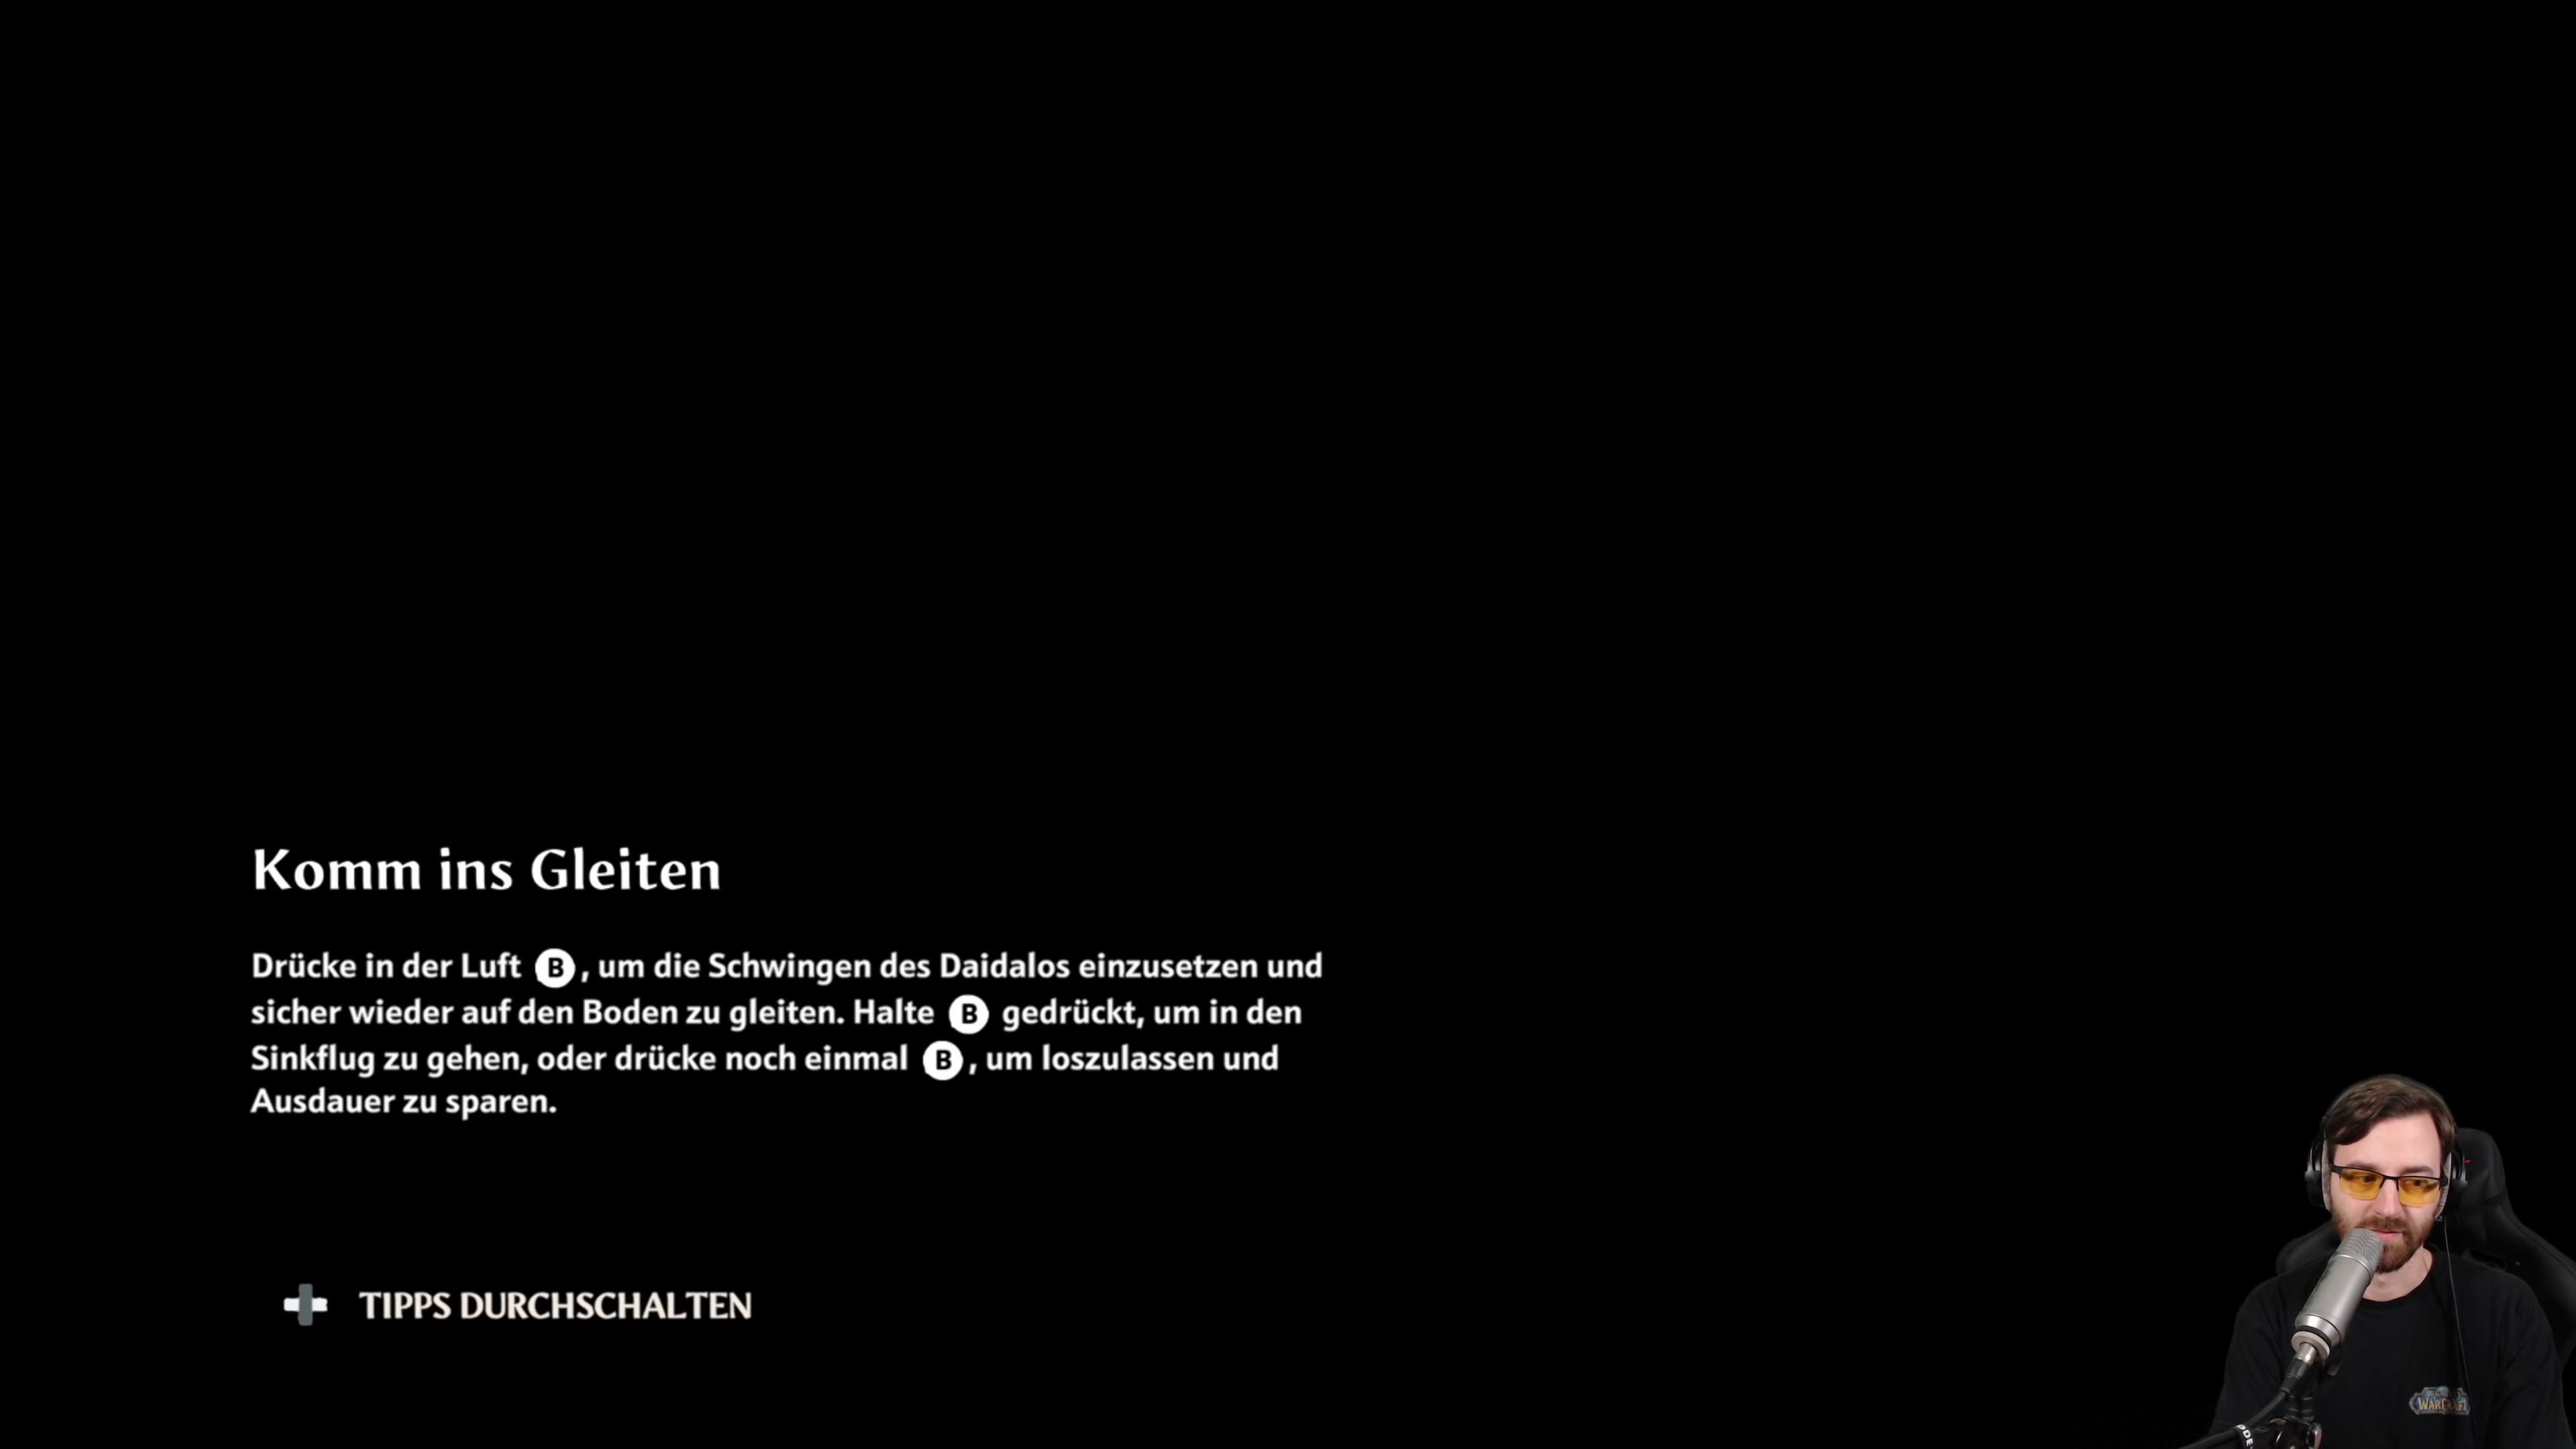 Komm ins Gleiten
Drücke in der Luft B, um die Schwingen des Daidalos einzusetzen und
sicher wieder auf den Boden zu gleiten. Halte B gedrückt, um in den
Sinkflug zu gehen, oder drücke noch einmal B, um loszulassen und
Ausdauer zu sparen.
TIPPS DURCHSCHALTEN
WARCRAFT